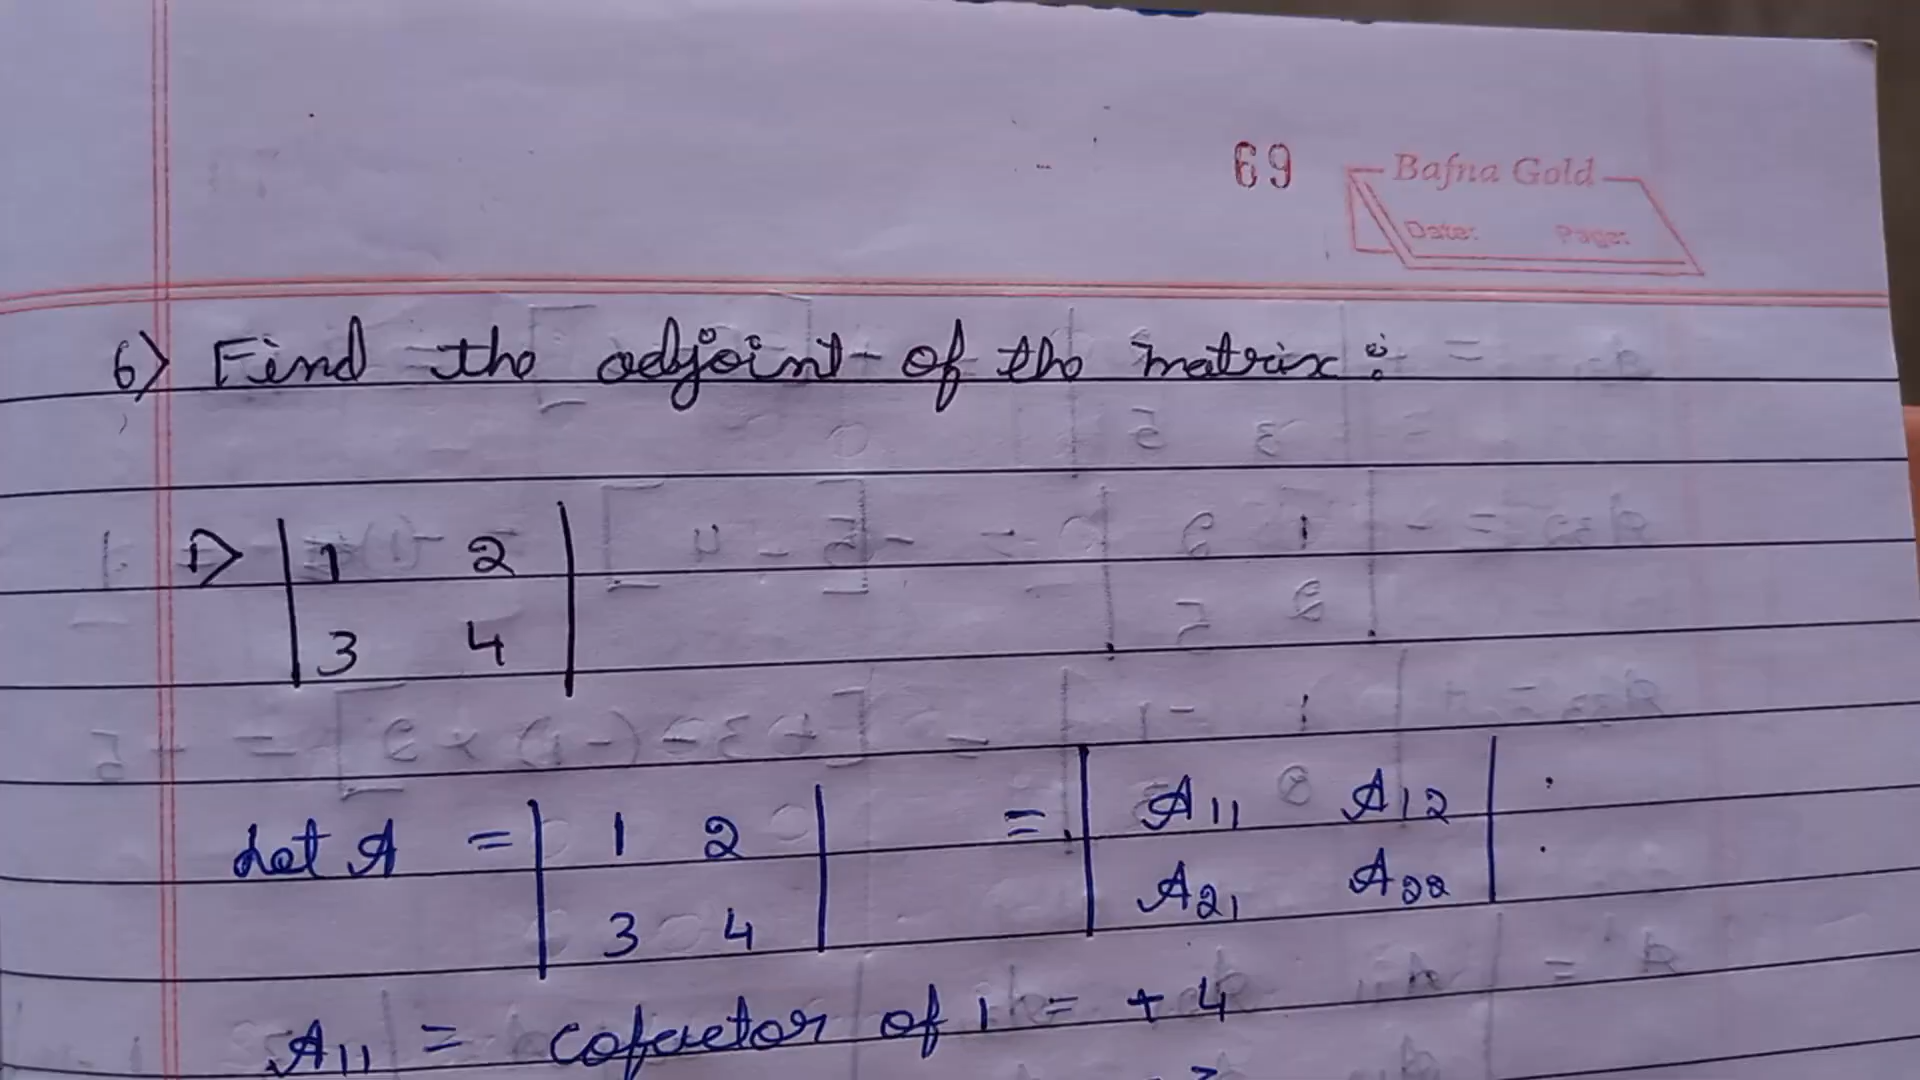 69
Bafna Gold
Date: Page:
6) Find the adjoint of the matrix:
1> | 1 2 |
| 3 4 |
Let A = | 1 2 | = | A11 A12 |
| 3 4 | | A21 A22 |
A11 = cofactor of 1 = + 4